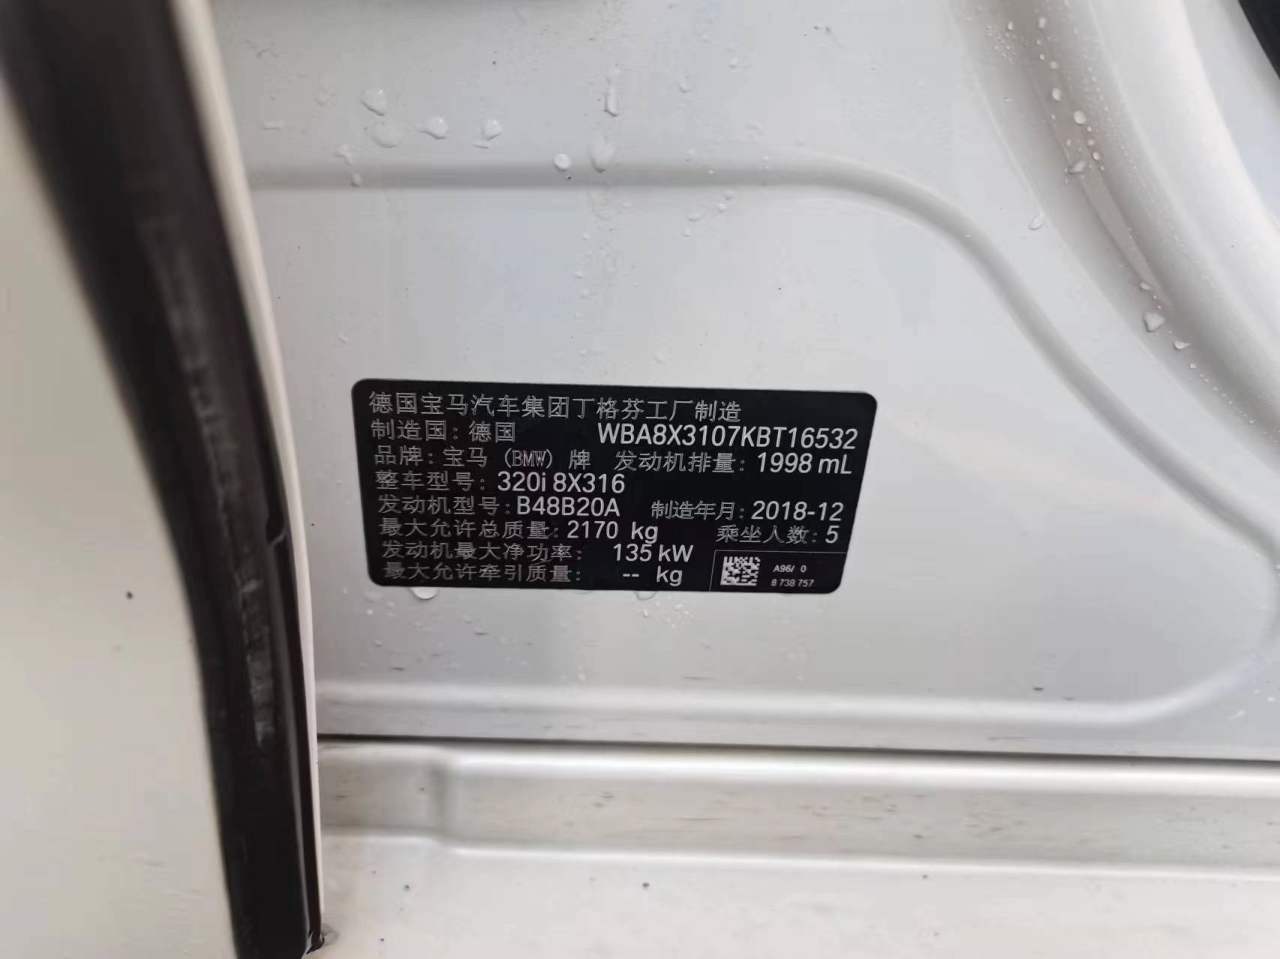 德国宝马汽车集团丁格芬工厂制造
制造国：德国 WBA8X3107KBT16532
品牌：宝马（BMW）牌 发动机排量：1998 mL
整车型号：320i 8X316
发动机型号：B48B20A 制造年月：2018-12
最大允许总质量：2170 kg 乘坐人数：5
发动机最大净功率： 135 kW
最大允许牵引质量： -- kg
A96/ 0
8 738 757